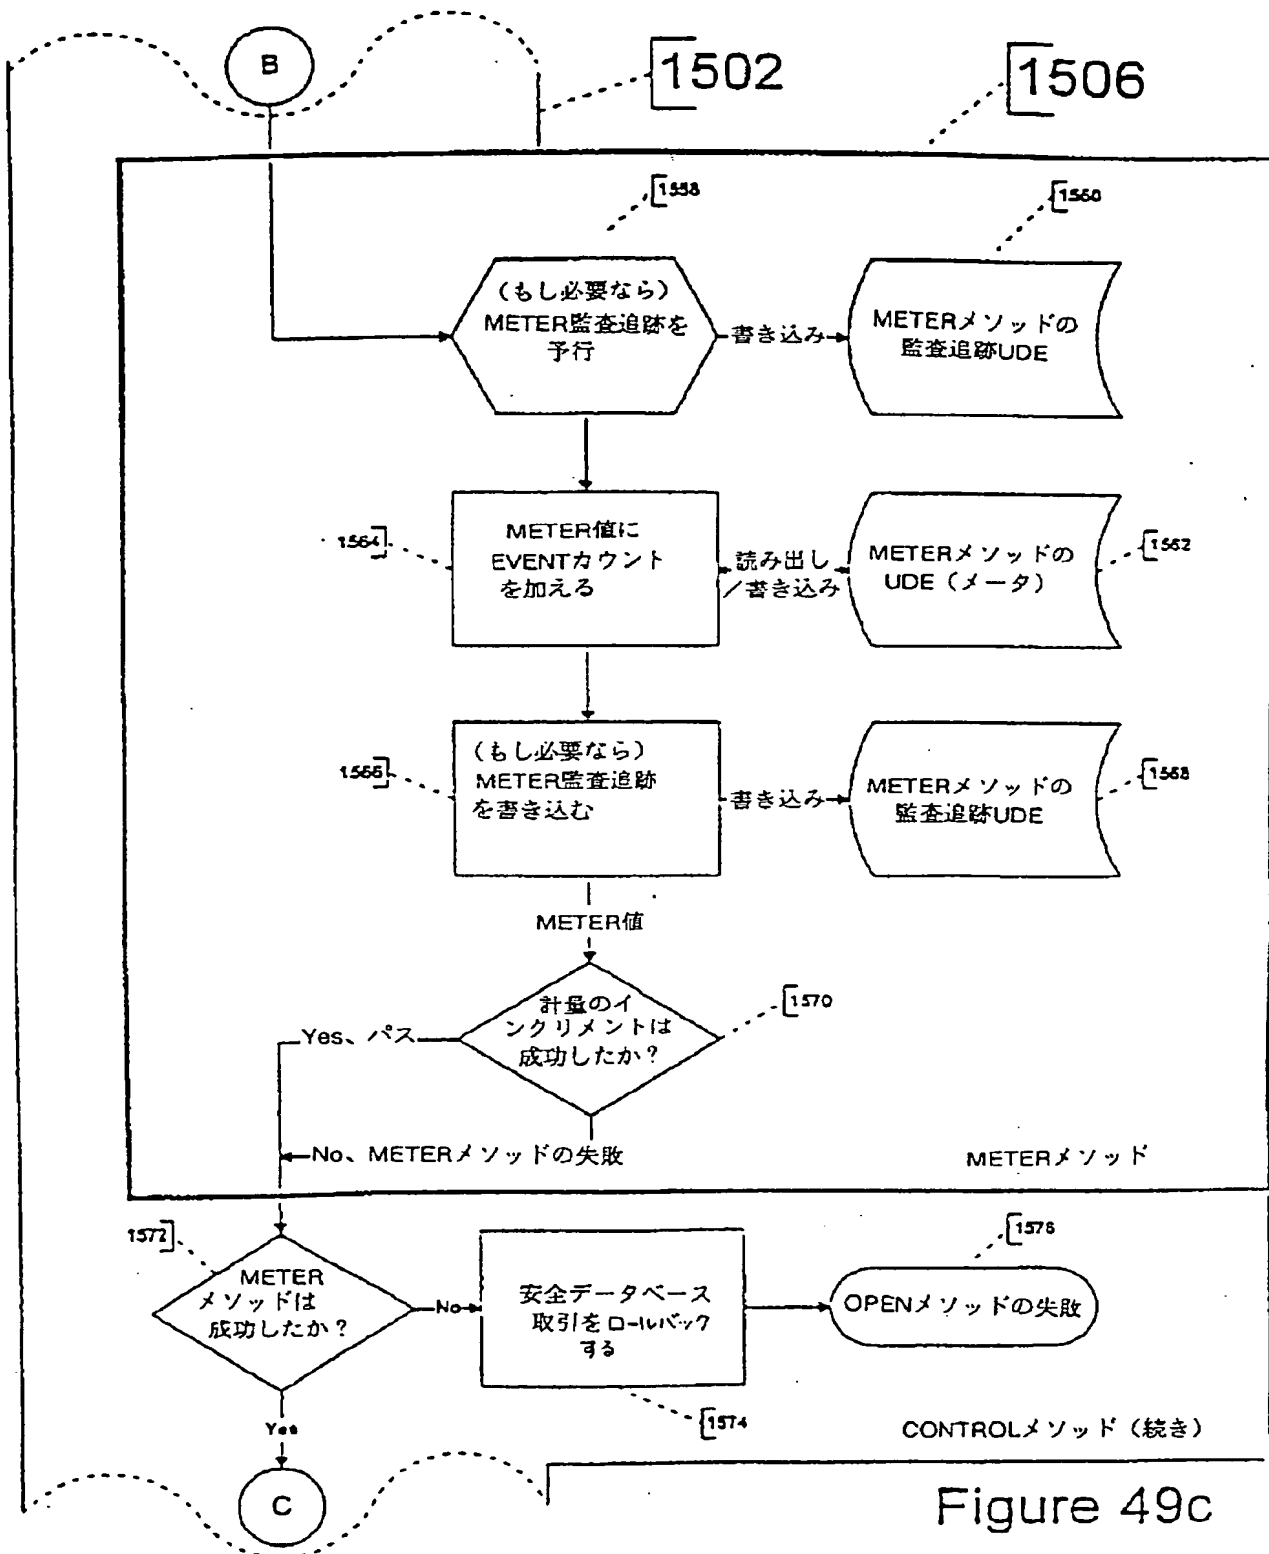 B
1502
1506
1558
1560
(もし必要なら)
METER監査追跡を
予行
書き込み
METERメソッドの
監査追跡UDE
1564
METER値に
EVENTカウント
を加える
読み出し
/書き込み
METERメソッドの
UDE(メータ)
1562
1566
(もし必要なら)
METER監査追跡
を書き込む
書き込み
METERメソッドの
監査追跡UDE
1568
METER値
計量のイ
ンクリメントは
成功したか?
1570
Yes、パス
No、METERメソッドの失敗
METERメソッド
1572
METER
メソッドは
成功したか?
No
安全データベース
取引をロールバック
する
1576
OPENメソッドの失敗
1574
Yes
CONTROLメソッド(続き)
C
Figure 49c